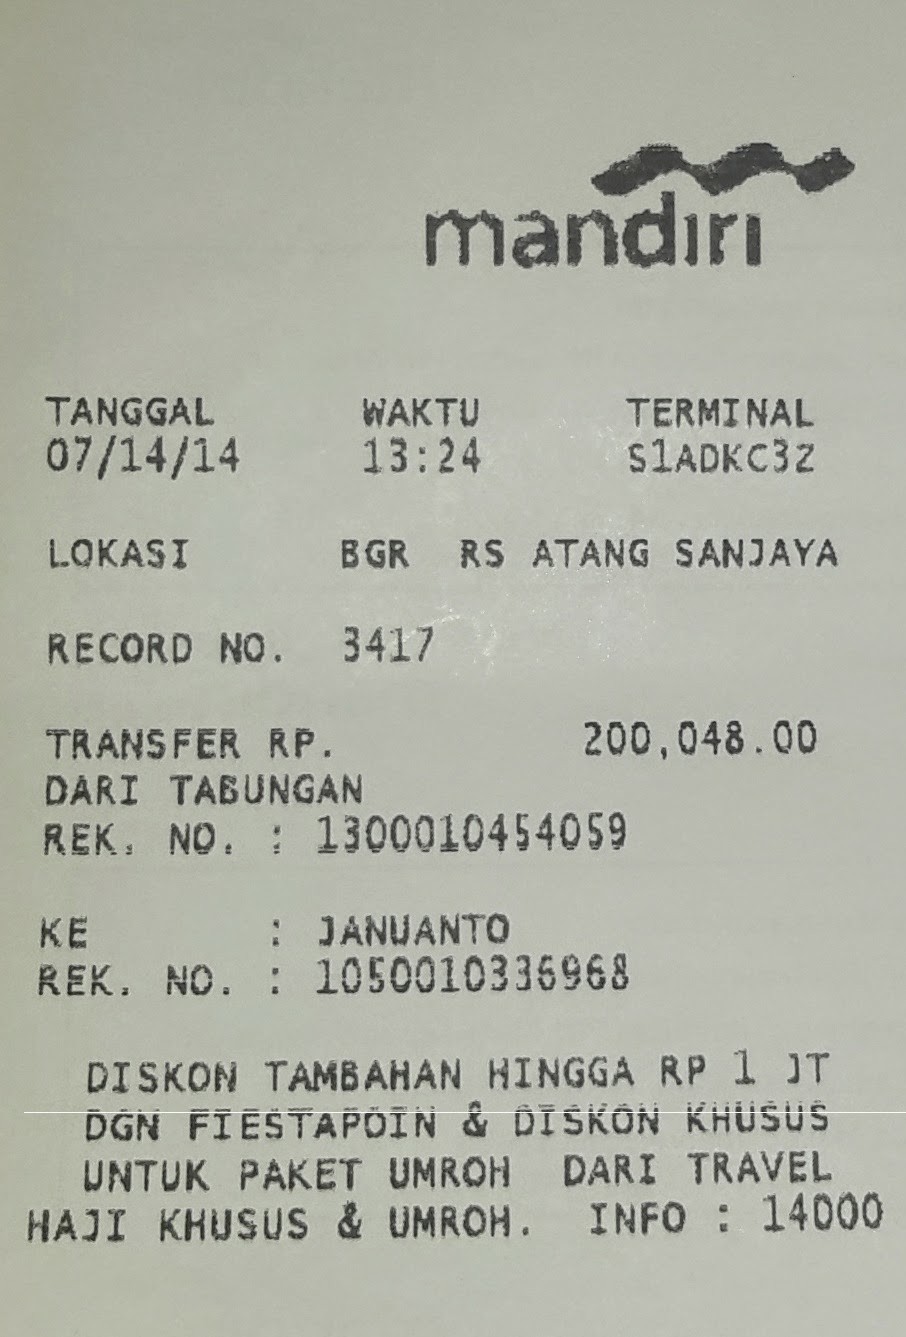 mandiri
TANGGAL WAKTU TERMINAL
07/14/14 13:24 S1ADKC3Z
LOKASI BGR RS ATANG SANJAYA
RECORD NO. 3417
TRANSFER RP. 200,048.00
DARI TABUNGAN
REK. NO. : 1300010454059
KE : JANUANTO
REK. NO. : 1050010336968
DISKON TAMBAHAN HINGGA RP 1 JT
DGN FIESTAPOIN & DISKON KHUSUS
UNTUK PAKET UMROH DARI TRAVEL
HAJI KHUSUS & UMROH. INFO : 14000